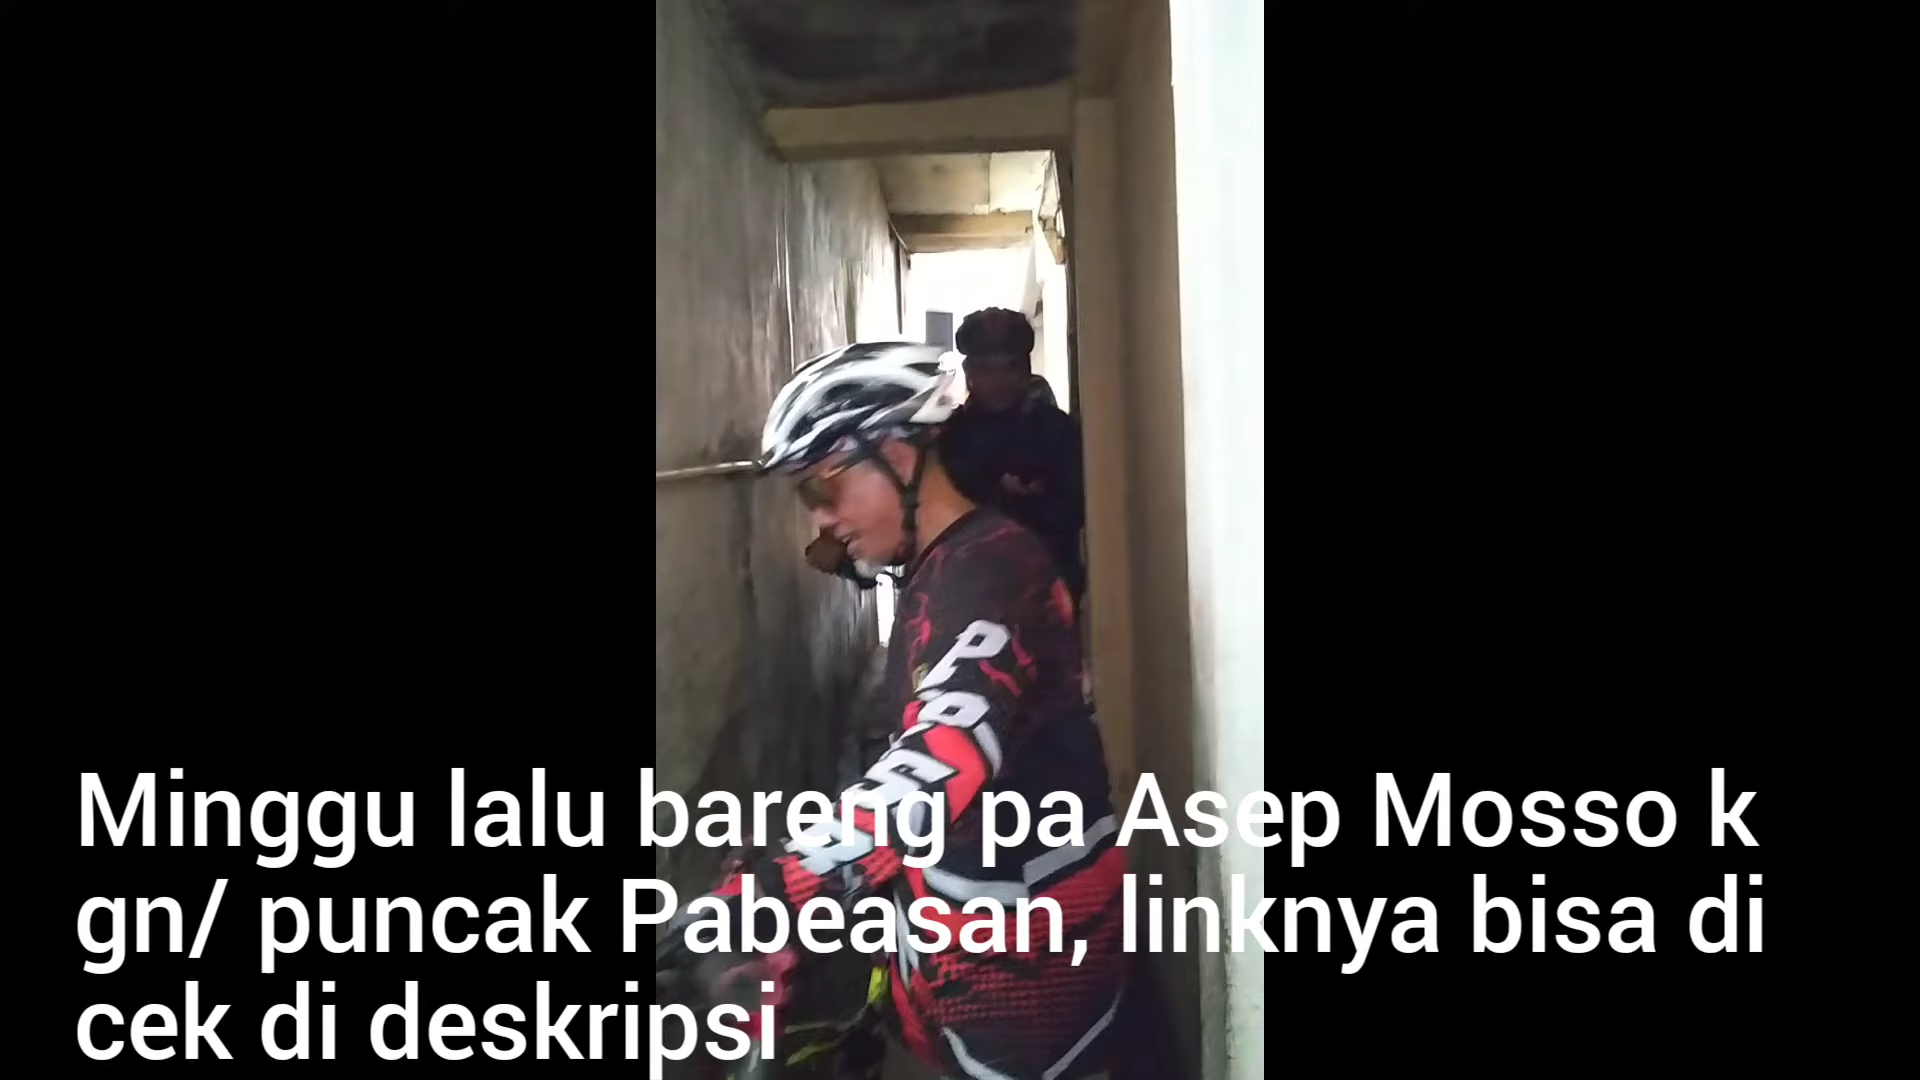 Minggu lalu bareng pa Asep Mosso k
gn/ puncak Pabeasan, linknya bisa di
cek di deskripsi